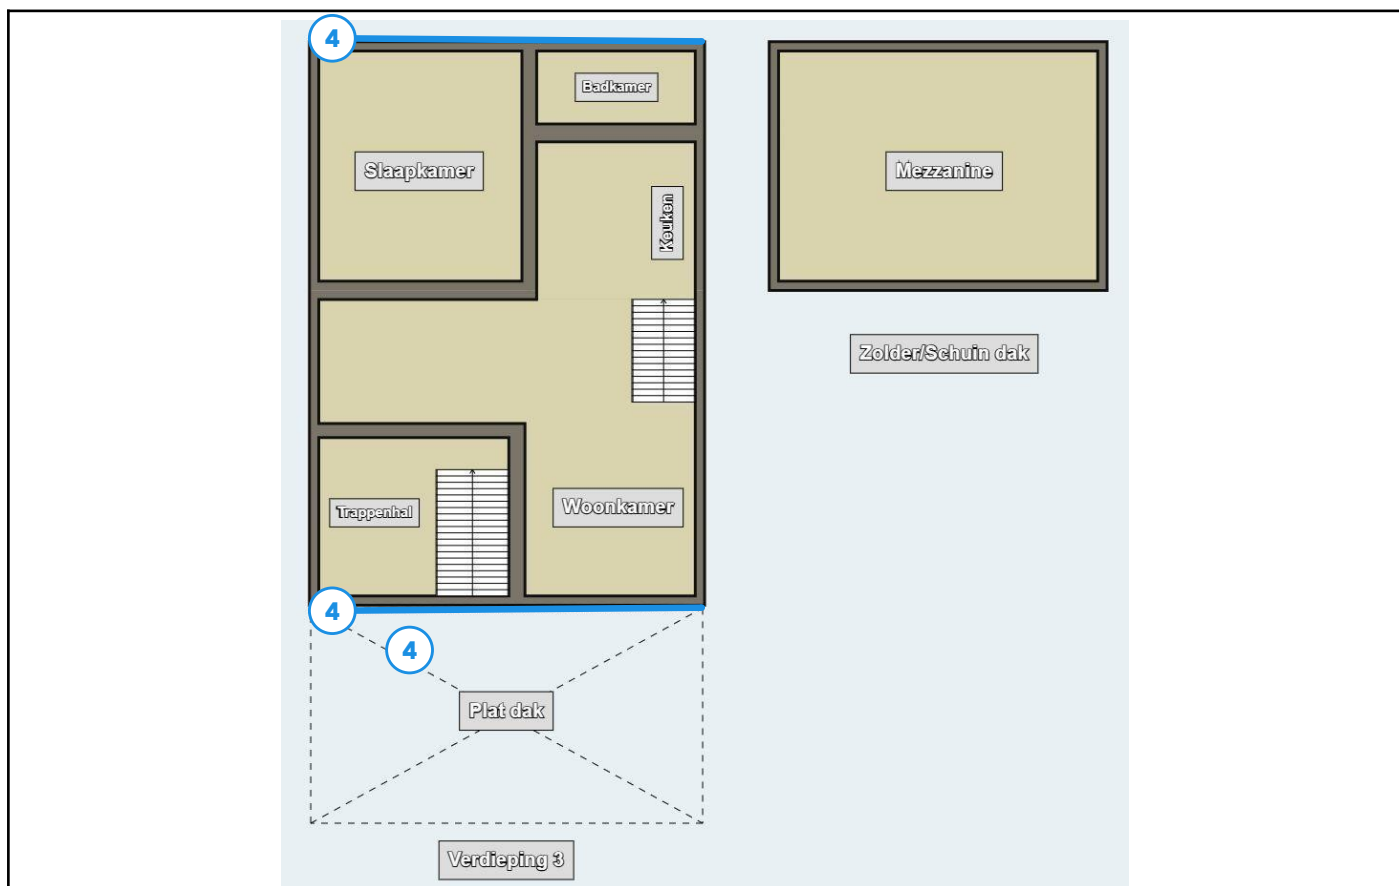 4
Badkamer
Slaapkamer
Mezzanine
Keuken
Zolder/Schuin dak
Trappenhal
Woonkamer
4
4
Plat dak
Verdieping 3